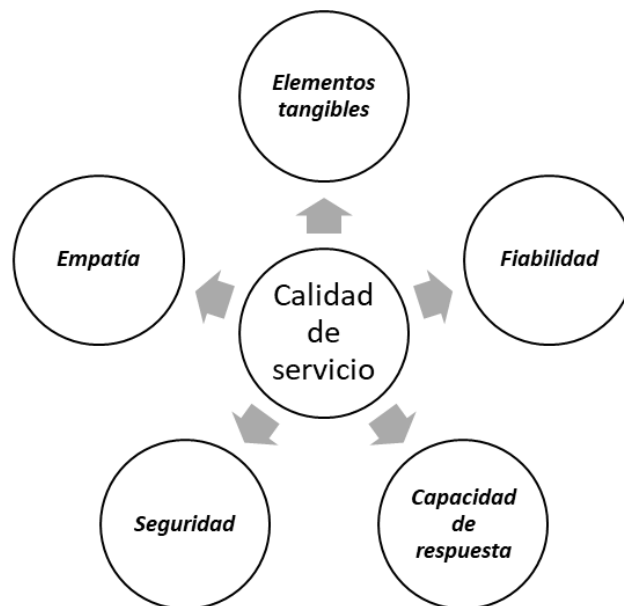 Elementos
tangibles
Empatía
Fiabilidad
Calidad
de
servicio
Seguridad
Capacidad
de
respuesta